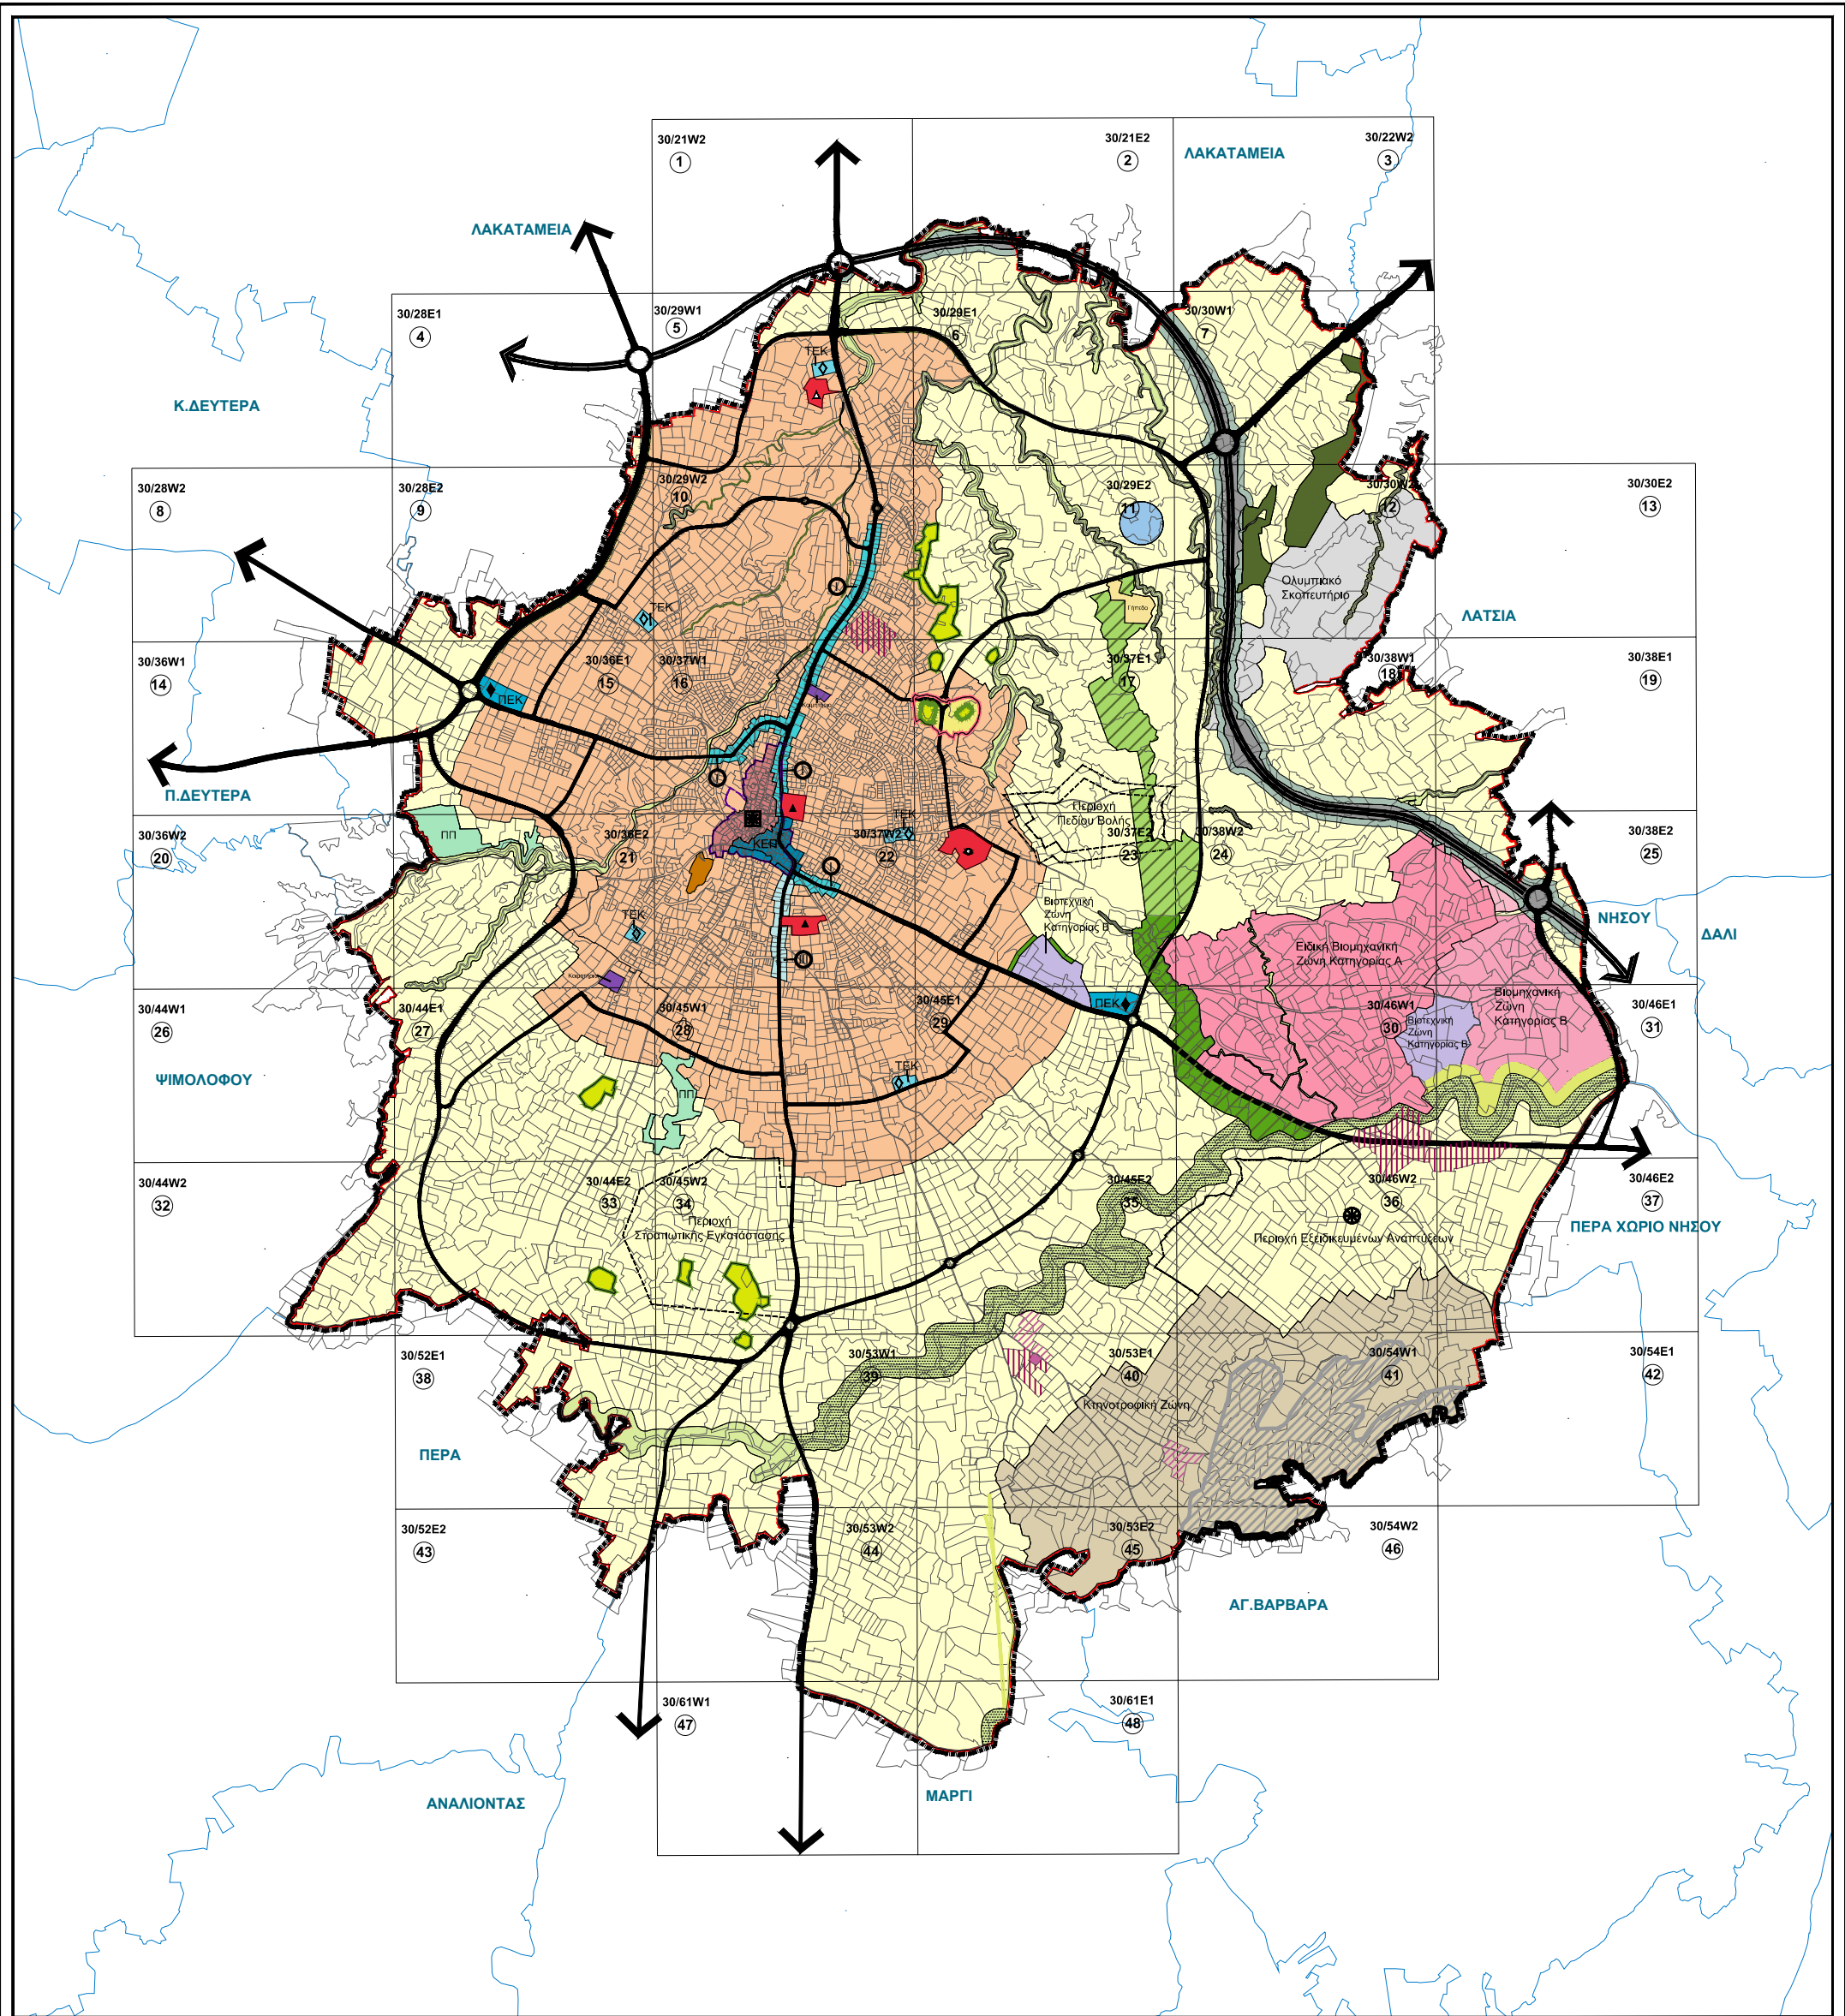 30/21W2
1
30/21E2
2
ΛΑΚΑΤΑΜΕΙΑ
30/22W2
3
ΛΑΚΑΤΑΜΕΙΑ
30/28E1
4
30/29W1
5
30/29E1
6
30/30W1
7
ΤΕΚ
Κ.ΔΕΥΤΕΡΑ
30/28W2
8
30/28E2
9
30/29W2
10
30/29E2
11
30/30W2
12
30/30E2
13
Ολυμπιακό
Σκοπευτήριο
ΤΕΚ
Γήπεδο
ΛΑΤΣΙΑ
30/36W1
14
30/36E1
15
30/37W1
16
30/37E1
17
30/38W1
18
30/38E1
19
ΠΕΚ
Π.ΔΕΥΤΕΡΑ
Περιοχή
Πεδίου Βολής
ΤΕΚ
30/36W2
20
ΠΠ
30/36E2
21
ΚΕΠ
30/37W2
22
30/37E2
23
30/38W2
24
30/38E2
25
Βιοτεχνική
Ζώνη
Κατηγορίας Β
ΤΕΚ
ΝΗΣΟΥ
ΔΑΛΙ
Ειδική Βιομηχανική
Ζώνη Κατηγορίας Α
Κοιμητήριο
30/44W1
26
30/44E1
27
30/45W1
28
30/45E1
29
ΠΕΚ
30/46W1
30
Βιοτεχνική
Ζώνη
Κατηγορίας Β
Βιομηχανική
Ζώνη
Κατηγορίας Β
30/46E1
31
ΨΙΜΟΛΟΦΟΥ
ΤΕΚ
ΠΠ
30/44W2
32
30/44E2
33
30/45W2
34
30/45E2
35
30/46W2
36
30/46E2
37
Περιοχή
Στρατιωτικής Εγκατάστασης
Περιοχή Εξειδικευμένων Αναπτύξεων
ΠΕΡΑ ΧΩΡΙΟ ΝΗΣΟΥ
30/52E1
38
30/53W1
39
30/53E1
40
30/54W1
41
30/54E1
42
Κτηνοτροφική Ζώνη
ΠΕΡΑ
30/52E2
43
30/53W2
44
30/53E2
45
30/54W2
46
ΑΓ.ΒΑΡΒΑΡΑ
30/61W1
47
30/61E1
48
ΑΝΑΛΙΟΝΤΑΣ
ΜΑΡΓΙ